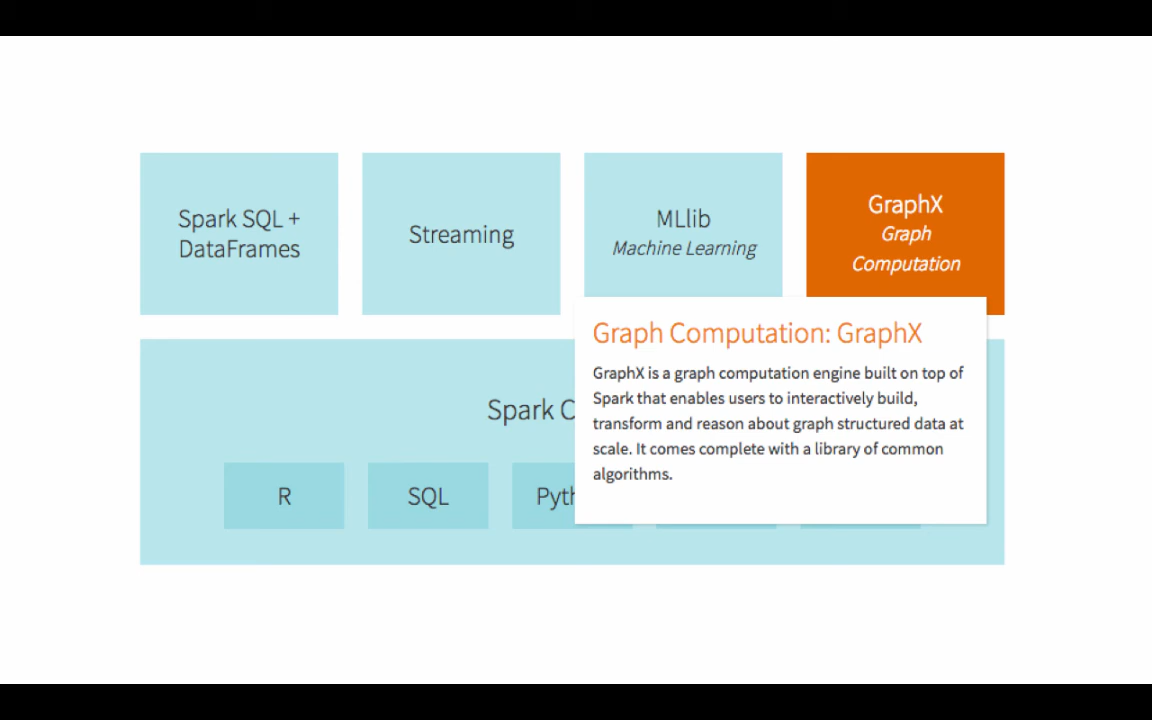 Spark SQL +
DataFrames
Streaming
MLlib
Machine Learning
GraphX
Graph
Computation
Graph Computation: GraphX
GraphX is a graph computation engine built on top of
Spark that enables users to interactively build,
transform and reason about graph structured data at
scale. It comes complete with a library of common
algorithms.
Spark
R
SQL